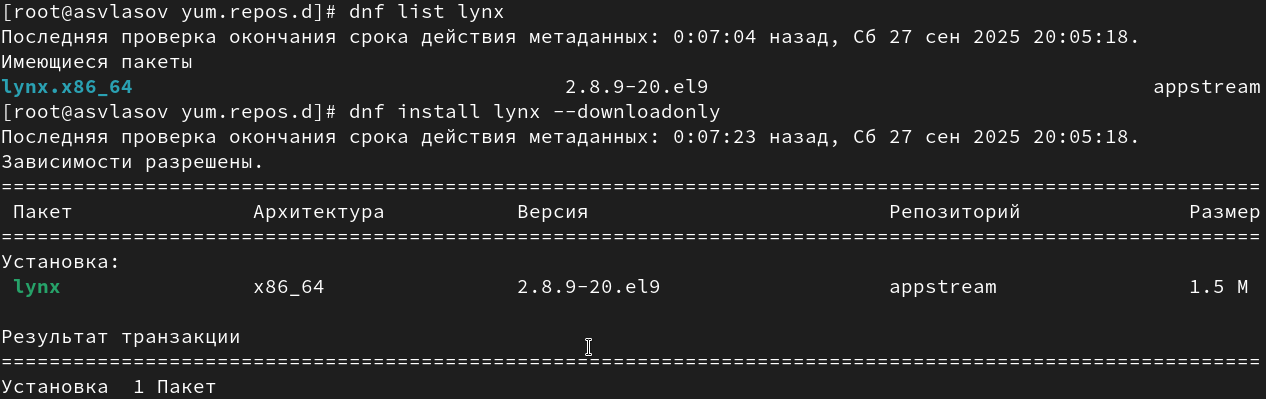 [root@asvlasov yum.repos.d]# dnf list lynx
Последняя проверка окончания срока действия метаданных: 0:07:04 назад, Сб 27 сен 2025 20:05:18.
Имеющиеся пакеты
lynx.x86_64 2.8.9-20.el9 appstream
[root@asvlasov yum.repos.d]# dnf install lynx --downloadonly
Последняя проверка окончания срока действия метаданных: 0:07:23 назад, Сб 27 сен 2025 20:05:18.
Зависимости разрешены.
=========================================================================================================
Пакет Архитектура Версия Репозиторий Размер
=========================================================================================================
Установка:
lynx x86_64 2.8.9-20.el9 appstream 1.5 M
Результат транзакции
=========================================================================================================
Установка 1 Пакет